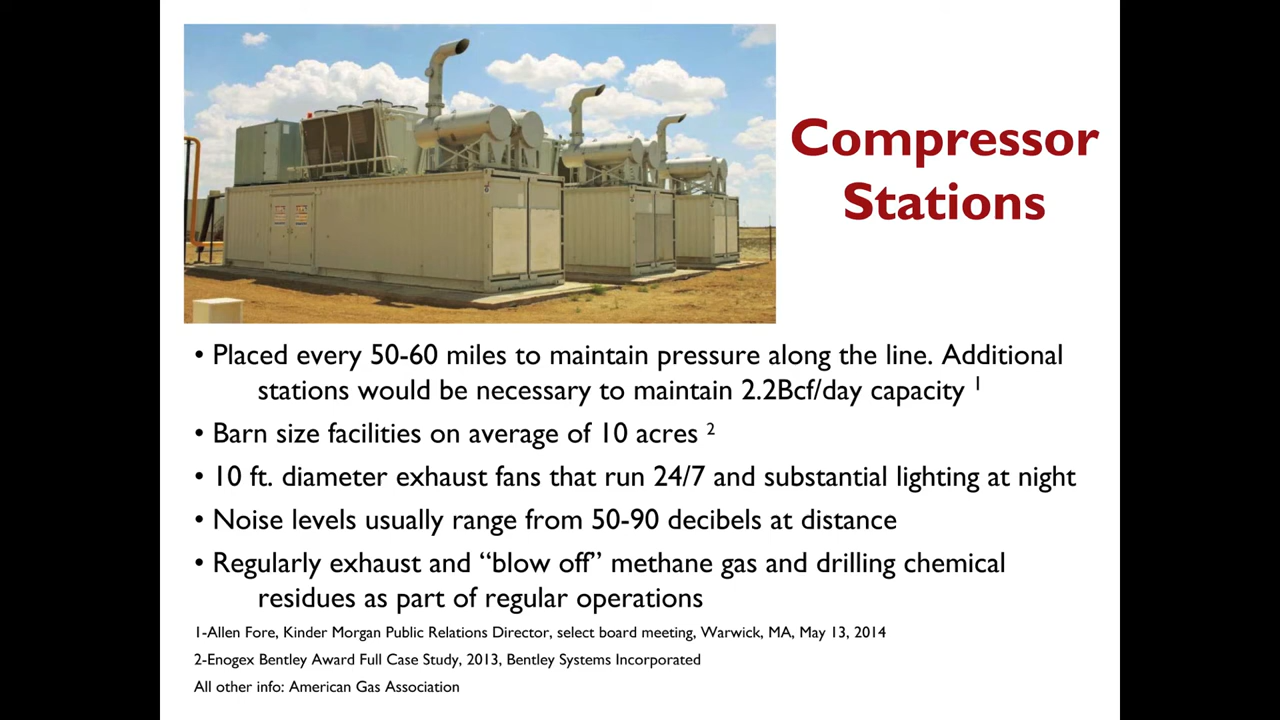 Compressor
Stations
• Placed every 50-60 miles to maintain pressure along the line. Additional
stations would be necessary to maintain 2.2Bcf/day capacity 1
• Barn size facilities on average of 10 acres 2
• 10 ft. diameter exhaust fans that run 24/7 and substantial lighting at night
• Noise levels usually range from 50-90 decibels at distance
• Regularly exhaust and “blow off” methane gas and drilling chemical
residues as part of regular operations
1-Allen Fore, Kinder Morgan Public Relations Director, select board meeting, Warwick, MA, May 13, 2014
2-Enogex Bentley Award Full Case Study, 2013, Bentley Systems Incorporated
All other info: American Gas Association